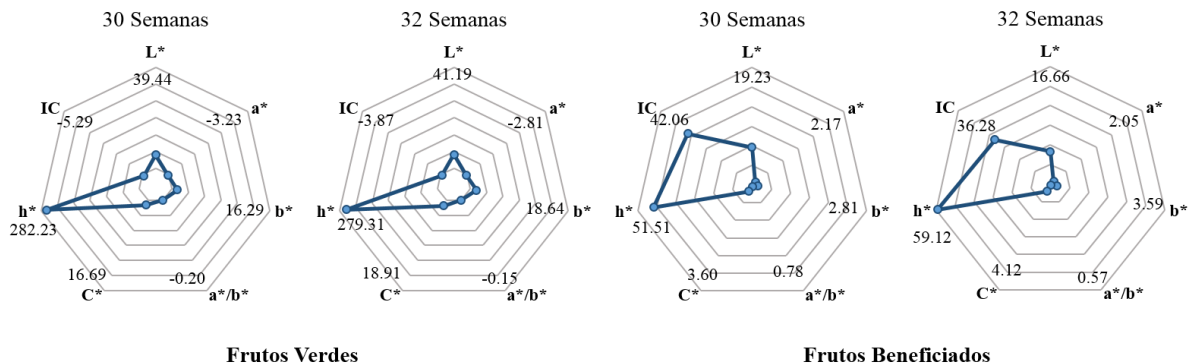 30 Semanas
32 Semanas
30 Semanas
32 Semanas
L*
39.44
a*
-3.23
b*
16.29
a*/b*
-0.20
C*
16.69
h*
282.23
IC
-5.29
L*
41.19
a*
-2.81
b*
18.64
a*/b*
-0.15
C*
18.91
h*
279.31
IC
-3.87
L*
19.23
a*
2.17
b*
2.81
a*/b*
0.78
C*
3.60
h*
51.51
IC
42.06
L*
16.66
a*
2.05
b*
3.59
a*/b*
0.57
C*
4.12
h*
59.12
IC
36.28
Frutos Verdes
Frutos Beneficiados